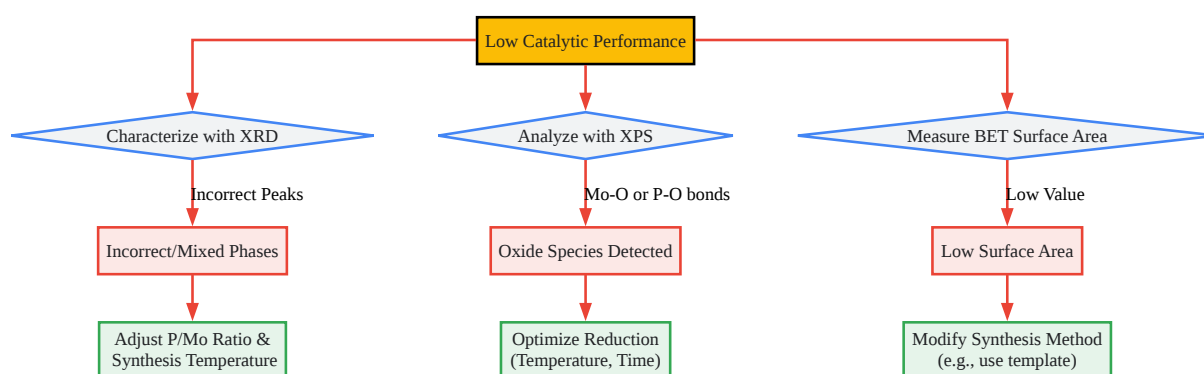 Low Catalytic Performance
Characterize with XRD
Analyze with XPS
Measure BET Surface Area
Incorrect Peaks
Mo-O or P-O bonds
Low Value
Incorrect/Mixed Phases
Oxide Species Detected
Low Surface Area
Adjust P/Mo Ratio &
Synthesis Temperature
Optimize Reduction
(Temperature, Time)
Modify Synthesis Method
(e.g., use template)